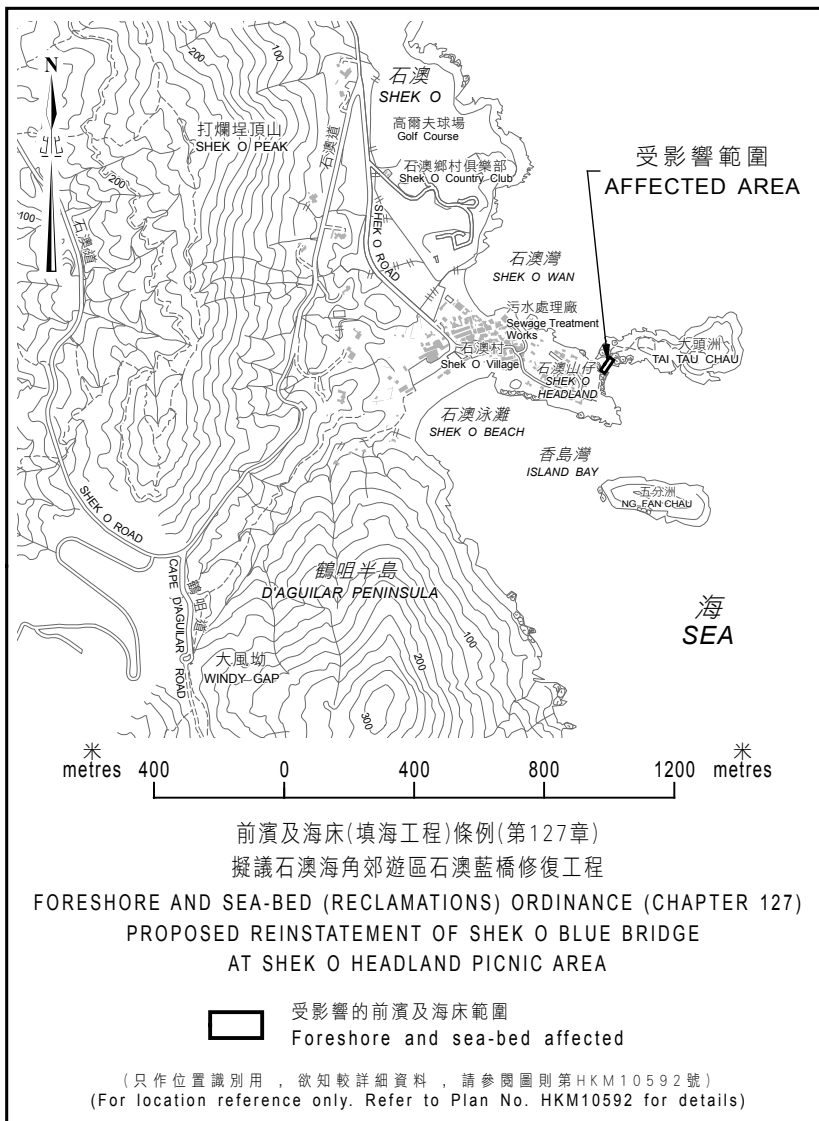 N
200
100
200
100
石澳
SHEK O
打爛埕頂山
SHEK O PEAK
石澳道
高爾夫球場
Golf Course
石澳鄉村俱樂部
Shek O Country Club
受影響範圍
AFFECTED AREA
石澳道
SHEK O ROAD
石澳灣
SHEK O WAN
污水處理廠
Sewage Treatment
Works
石澳村
Shek O Village
石澳山仔
SHEK O
HEADLAND
大頭洲
TAI TAU CHAU
石澳泳灘
SHEK O BEACH
香島灣
ISLAND BAY
五分洲
NG FAN CHAU
SHEK O ROAD
鶴咀道
CAPE D'AGUILAR ROAD
鶴咀半島
D'AGUILAR PENINSULA
海
SEA
大風坳
WINDY GAP
100
200
300
米
metres
400 0 400 800 1200
米
metres
前濱及海床(填海工程)條例(第127章)
擬議石澳海角郊遊區石澳藍橋修復工程
FORESHORE AND SEA-BED (RECLAMATIONS) ORDINANCE (CHAPTER 127)
PROPOSED REINSTATEMENT OF SHEK O BLUE BRIDGE
AT SHEK O HEADLAND PICNIC AREA
受影響的前濱及海床範圍
Foreshore and sea-bed affected
(只作位置識別用 , 欲知較詳細資料 , 請參閱圖則第HKM10592號)
(For location reference only. Refer to Plan No. HKM10592 for details)